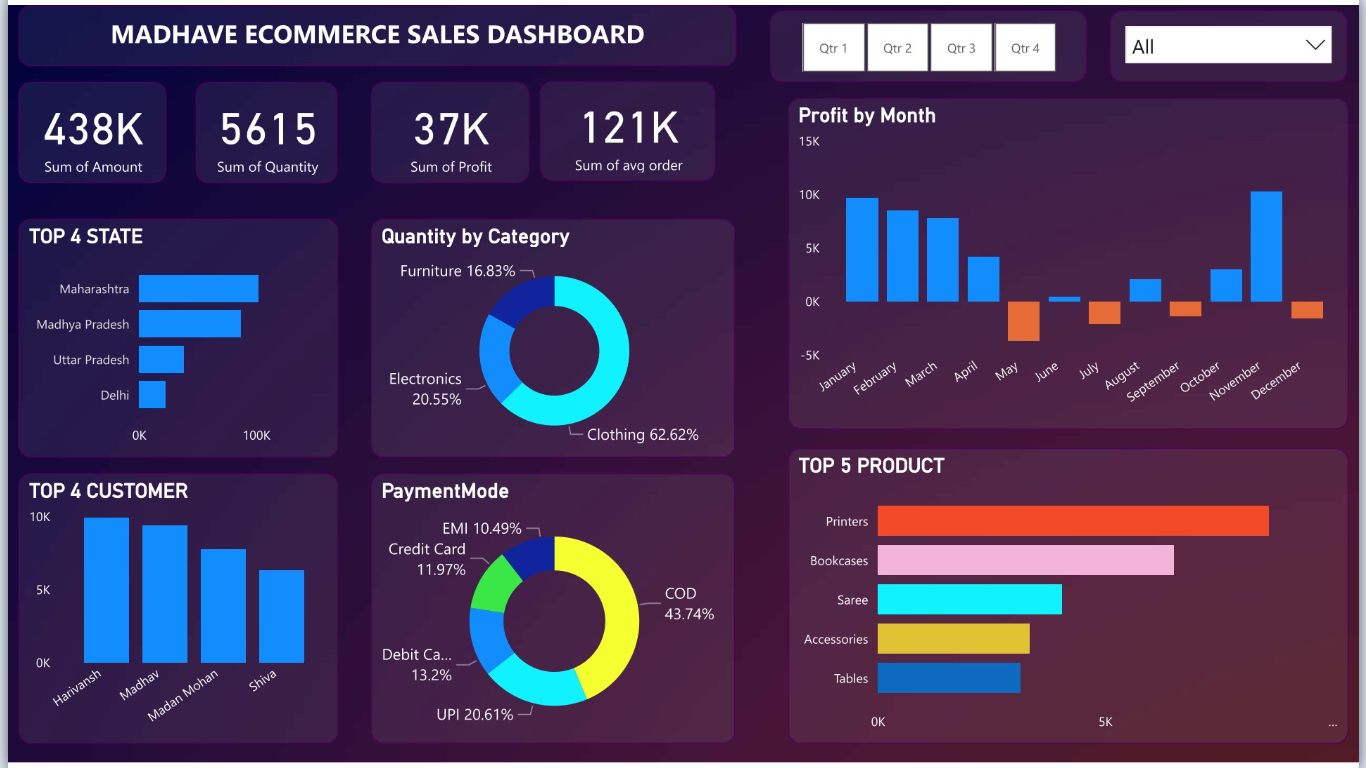 MADHAVE ECOMMERCE SALES DASHBOARD
Qtr 1
Qtr 2
Qtr 3
Qtr 4
All
438K
Sum of Amount
5615
Sum of Quantity
37K
Sum of Profit
121K
Sum of avg order
TOP 4 STATE
Maharashtra
Madhya Pradesh
Uttar Pradesh
Delhi
0K
100K
Quantity by Category
Furniture 16.83%
Electronics
20.55%
Clothing 62.62%
Profit by Month
15K
10K
5K
0K
-5K
January
February
March
April
May
June
July
August
September
October
November
December
TOP 4 CUSTOMER
10K
5K
0K
Harivansh
Madhav
Madan Mohan
Shiva
PaymentMode
EMI 10.49%
Credit Card
11.97%
COD
43.74%
Debit Ca...
13.2%
UPI 20.61%
TOP 5 PRODUCT
Printers
Bookcases
Saree
Accessories
Tables
0K
5K
...